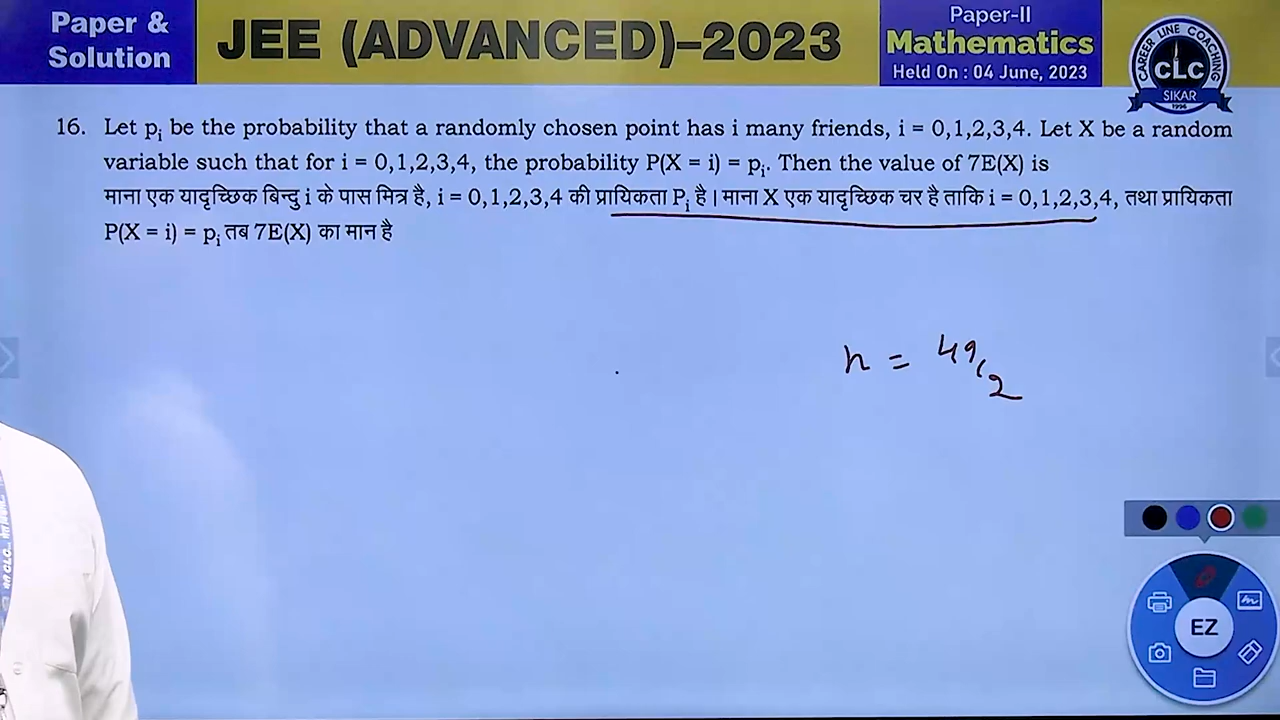 Paper &
Solution
JEE (ADVANCED)–2023
Paper-II
Mathematics
Held On : 04 June, 2023
CAREER LINE COACHING
CLC
SIKAR
1996
16. Let pᵢ be the probability that a randomly chosen point has i many friends, i = 0,1,2,3,4. Let X be a random
variable such that for i = 0,1,2,3,4, the probability P(X = i) = pᵢ. Then the value of 7E(X) is
माना एक यादृच्छिक बिन्दु i के पास मित्र है, i = 0,1,2,3,4 की प्रायिकता Pᵢ है। माना X एक यादृच्छिक चर है ताकि i = 0,1,2,3,4, तथा प्रायिकता
P(X = i) = pᵢ तब 7E(X) का मान है
n = 49/2
EZ